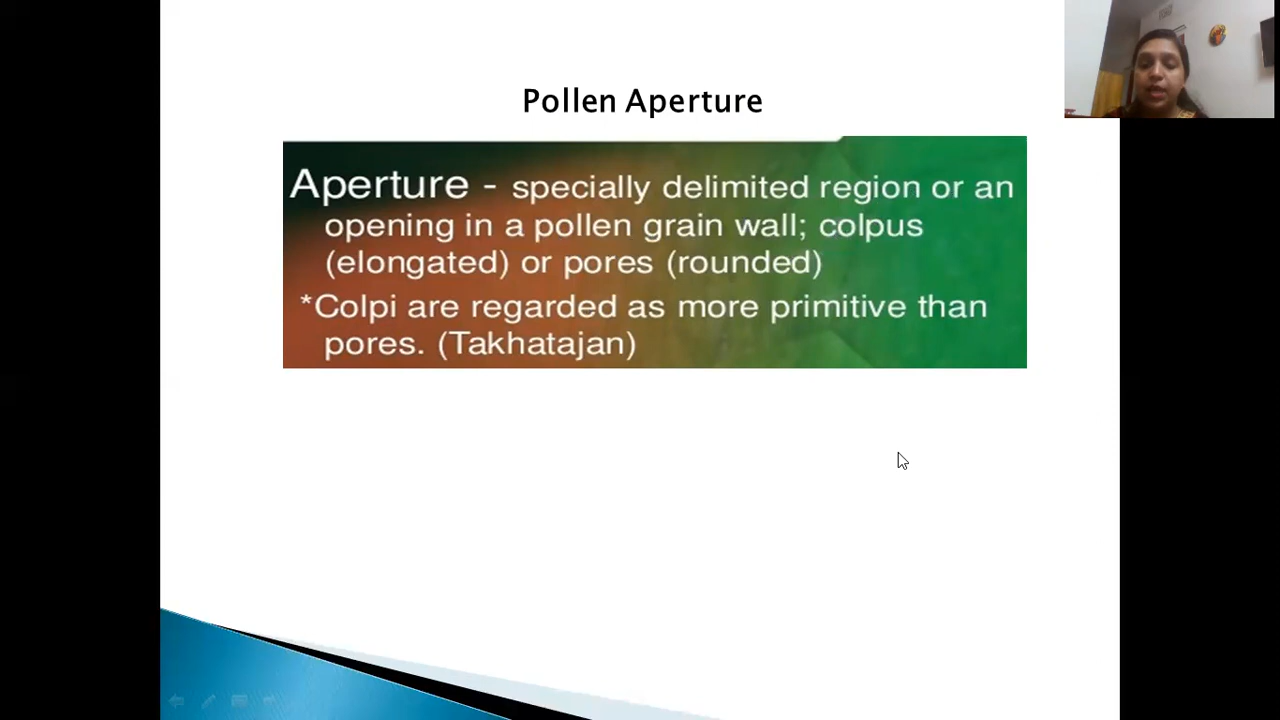 Pollen Aperture
Aperture - specially delimited region or an
opening in a pollen grain wall; colpus
(elongated) or pores (rounded)
*Colpi are regarded as more primitive than
pores. (Takhatajan)